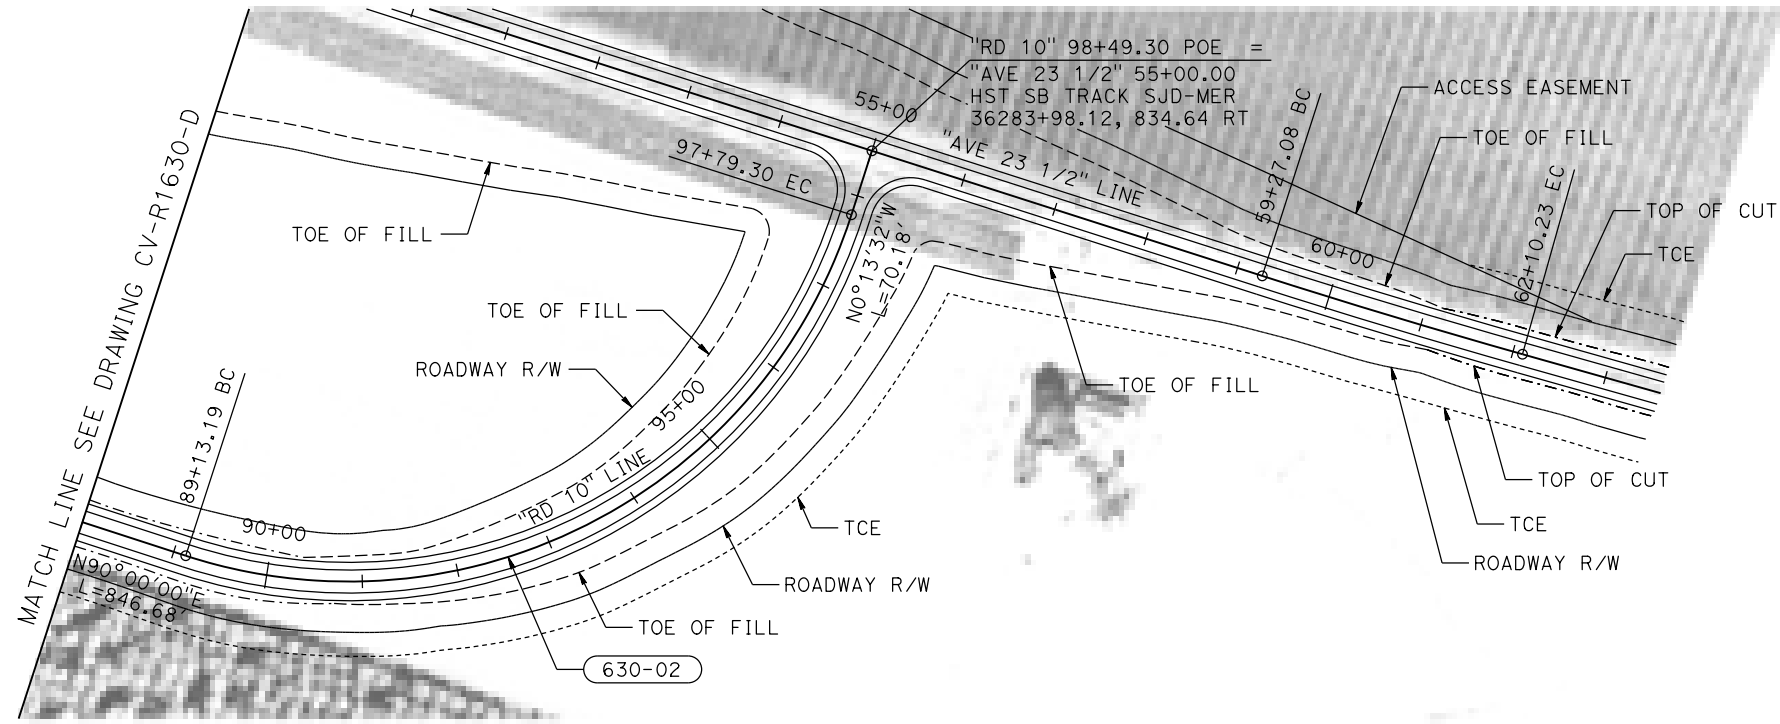 "RD 10" 98+49.30 POE =
"AVE 23 1/2" 55+00.00
HST SB TRACK SJD-MER
36283+98.12, 834.64 RT
ACCESS EASEMENT
TOE OF FILL
55+00
"AVE 23 1/2" LINE
59+27.08 BC
62+10.23 EC
TOP OF CUT
TCE
60+00
97+79.30 EC
TOE OF FILL
N0°13'32"W
L=70.18'
MATCH LINE SEE DRAWING CV-R1630-D
TOE OF FILL
ROADWAY R/W
TOE OF FILL
95+00
89+13.19 BC
"RD 10" LINE
90+00
TOP OF CUT
TCE
TCE
ROADWAY R/W
N90°00'00"E
L=846.68'
ROADWAY R/W
TOE OF FILL
630-02